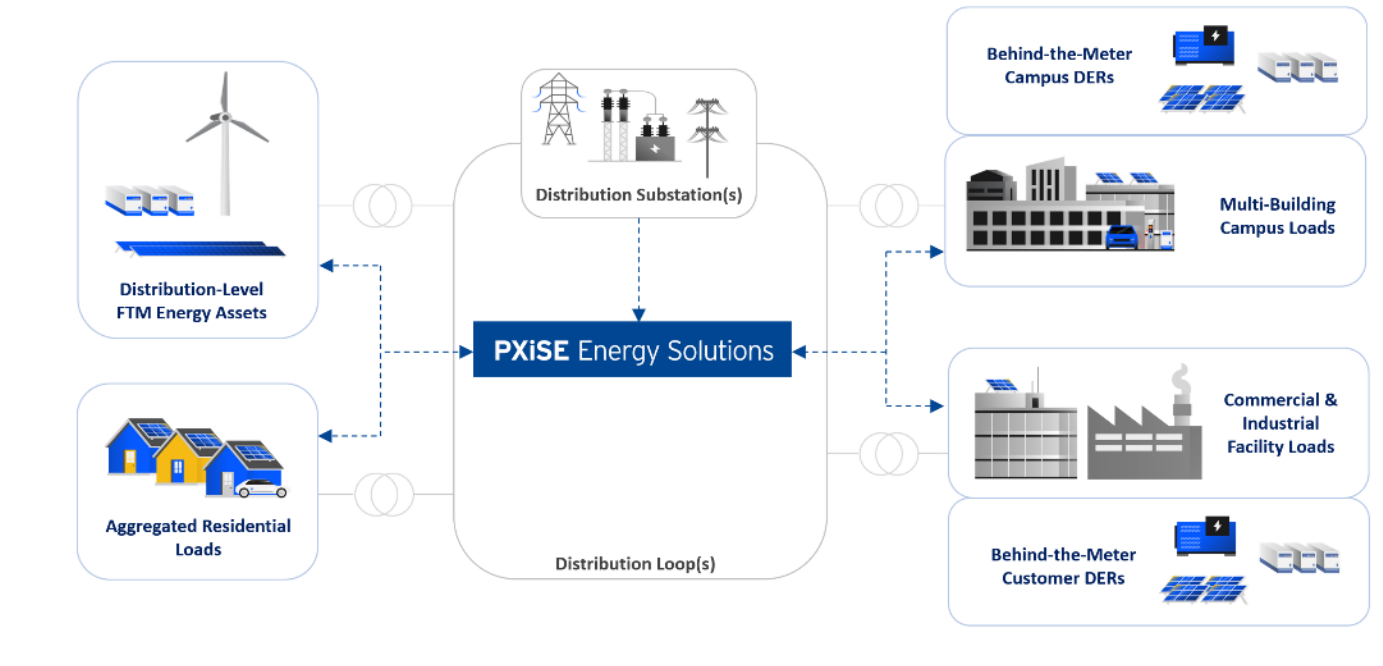 Behind-the-Meter
Campus DERs
Distribution Substation(s)
Multi-Building
Campus Loads
Distribution-Level
FTM Energy Assets
PXiSE Energy Solutions
Commercial &
Industrial
Facility Loads
Aggregated Residential
Loads
Distribution Loop(s)
Behind-the-Meter
Customer DERs